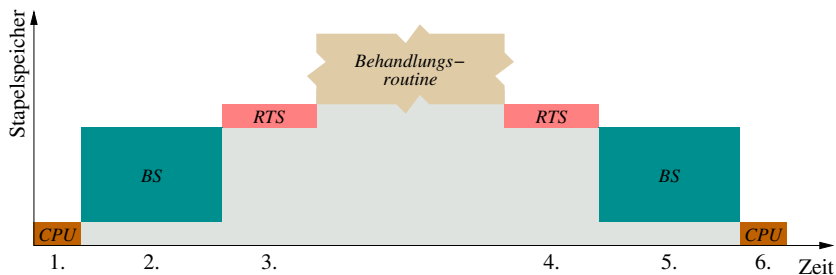 Stapelspeicher
Behandlungs−
routine
RTS
RTS
BS
BS
CPU
CPU
1.
2.
3.
4.
5.
6.
Zeit